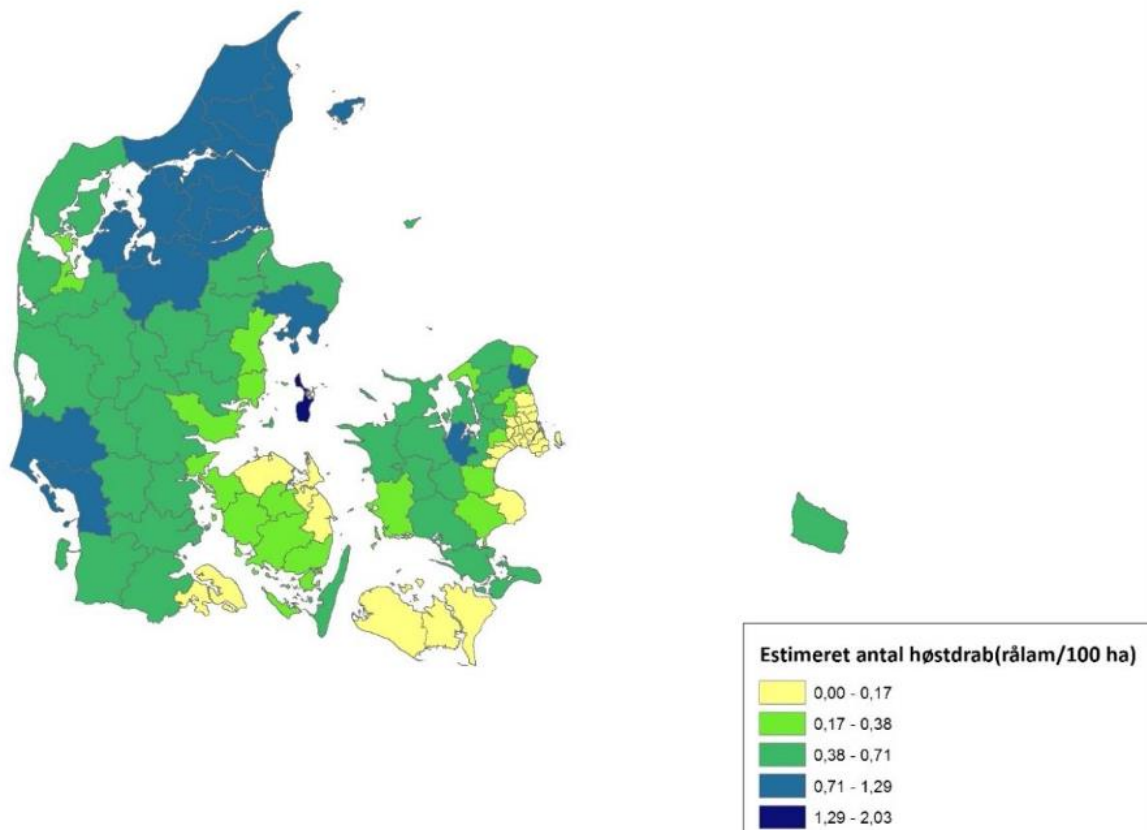 Estimeret antal høstdrab(rålam/100 ha)
0,00 - 0,17
0,17 - 0,38
0,38 - 0,71
0,71 - 1,29
1,29 - 2,03